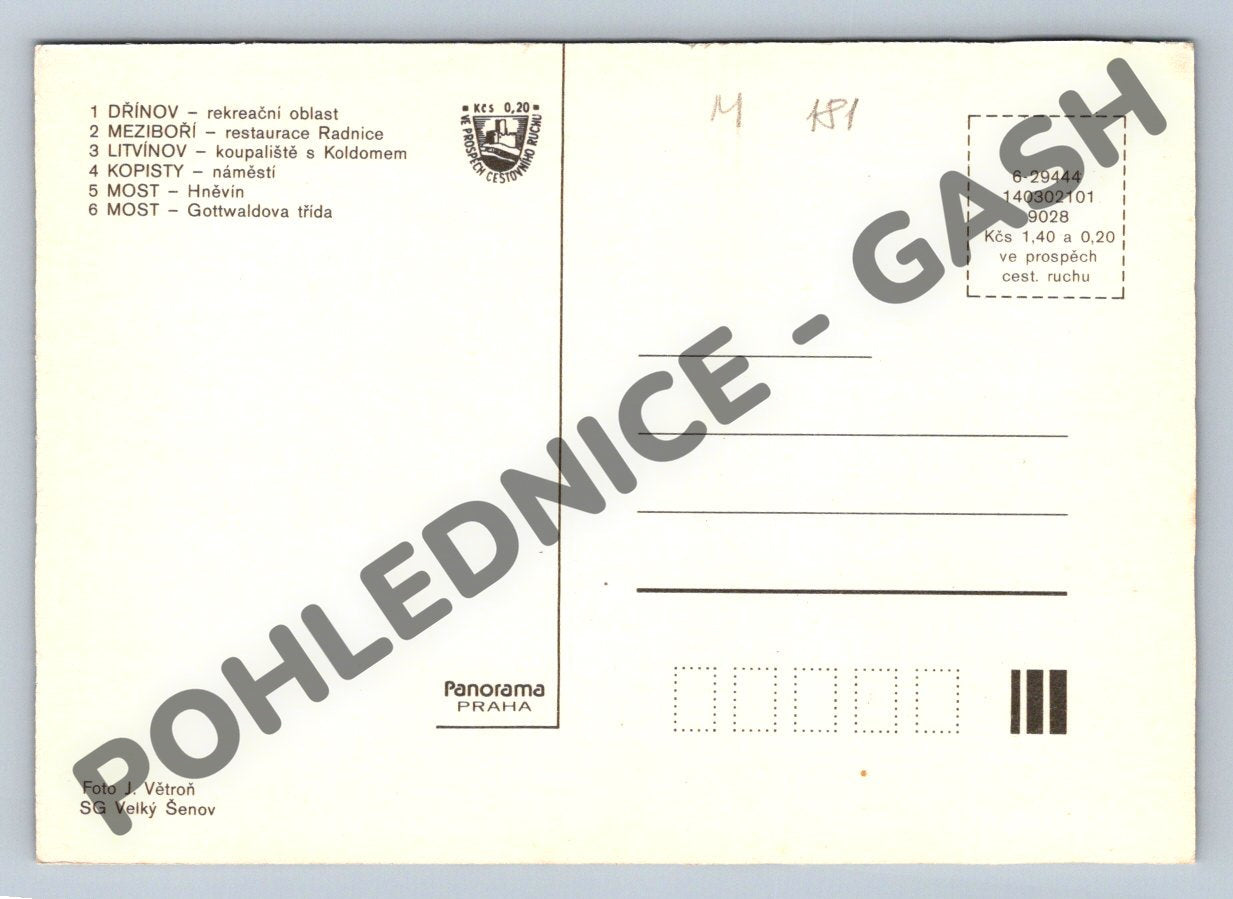 1 DŘÍNOV – rekreační oblast
2 MEZIBOŘÍ – restaurace Radnice
3 LITVÍNOV – koupaliště s Koldomem
4 KOPISTY – náměstí
5 MOST – Hněvín
6 MOST – Gottwaldova třída
Kčs 0,20
VE PROSPĚCH CESTOVNÍHO RUCHU
M 181
6-29444
140302101
9028
Kčs 1,40 a 0,20
ve prospěch
cest. ruchu
POHLEDNICE - GASH
Panorama
PRAHA
Foto J. Větroň
SG Velký Šenov